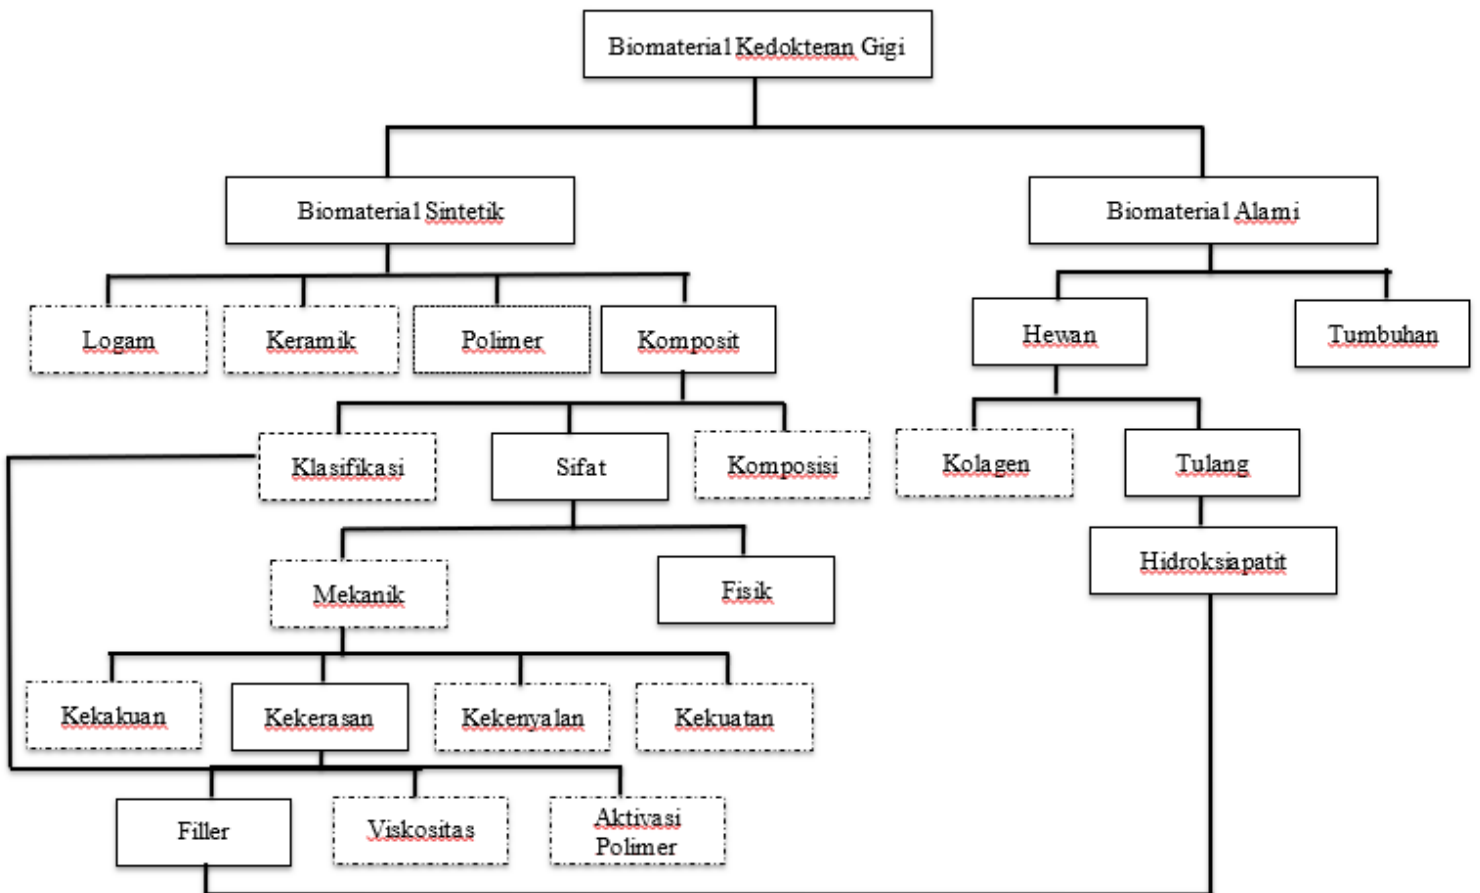 Biomaterial Kedokteran Gigi
Biomaterial Sintetik
Biomaterial Alami
Logam
Keramik
Polimer
Komposit
Hewan
Tumbuhan
Klasifikasi
Sifat
Komposisi
Kolagen
Tulang
Mekanik
Fisik
Hidroksiapatit
Kekakuan
Kekerasan
Kekenyalan
Kekuatan
Filler
Viskositas
Aktivasi
Polimer